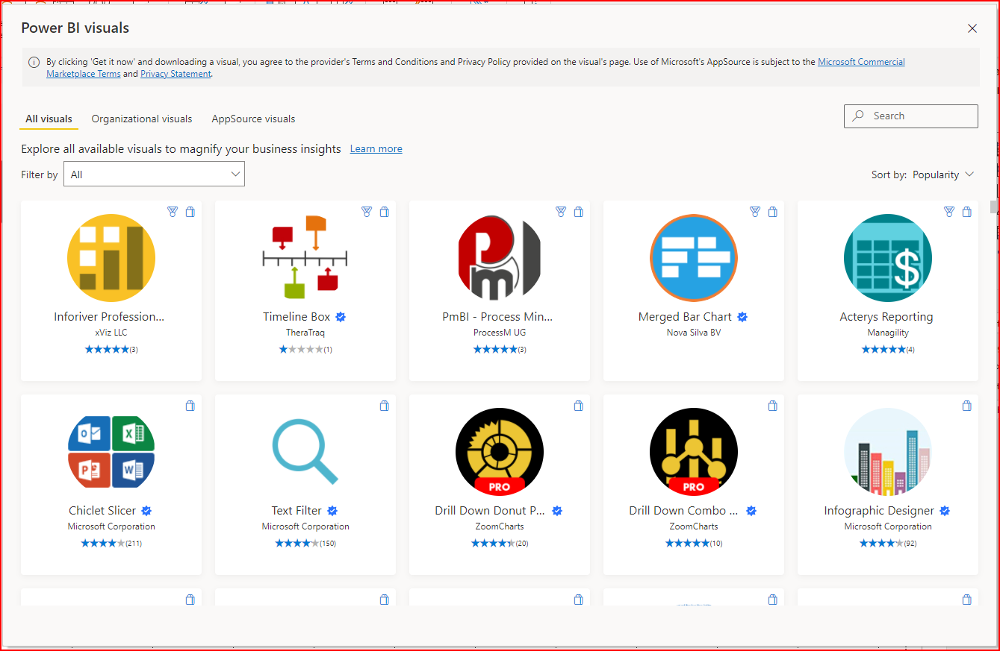 Power BI visuals
By clicking 'Get it now' and downloading a visual, you agree to the provider's Terms and Conditions and Privacy Policy provided on the visual's page. Use of Microsoft's AppSource is subject to the Microsoft Commercial
Marketplace Terms and Privacy Statement.
All visuals Organizational visuals AppSource visuals
Search
Explore all available visuals to magnify your business insights Learn more
Filter by All
Sort by: Popularity
Inforiver Profession...
xViz LLC
(3)
Timeline Box
TheraTraq
(1)
PmBI - Process Min...
ProcessM UG
(3)
Merged Bar Chart
Nova Silva BV
Acterys Reporting
Managility
(4)
Chiclet Slicer
Microsoft Corporation
(211)
Text Filter
Microsoft Corporation
(150)
PRO
Drill Down Donut P...
ZoomCharts
(20)
PRO
Drill Down Combo ...
ZoomCharts
(10)
Infographic Designer
Microsoft Corporation
(92)